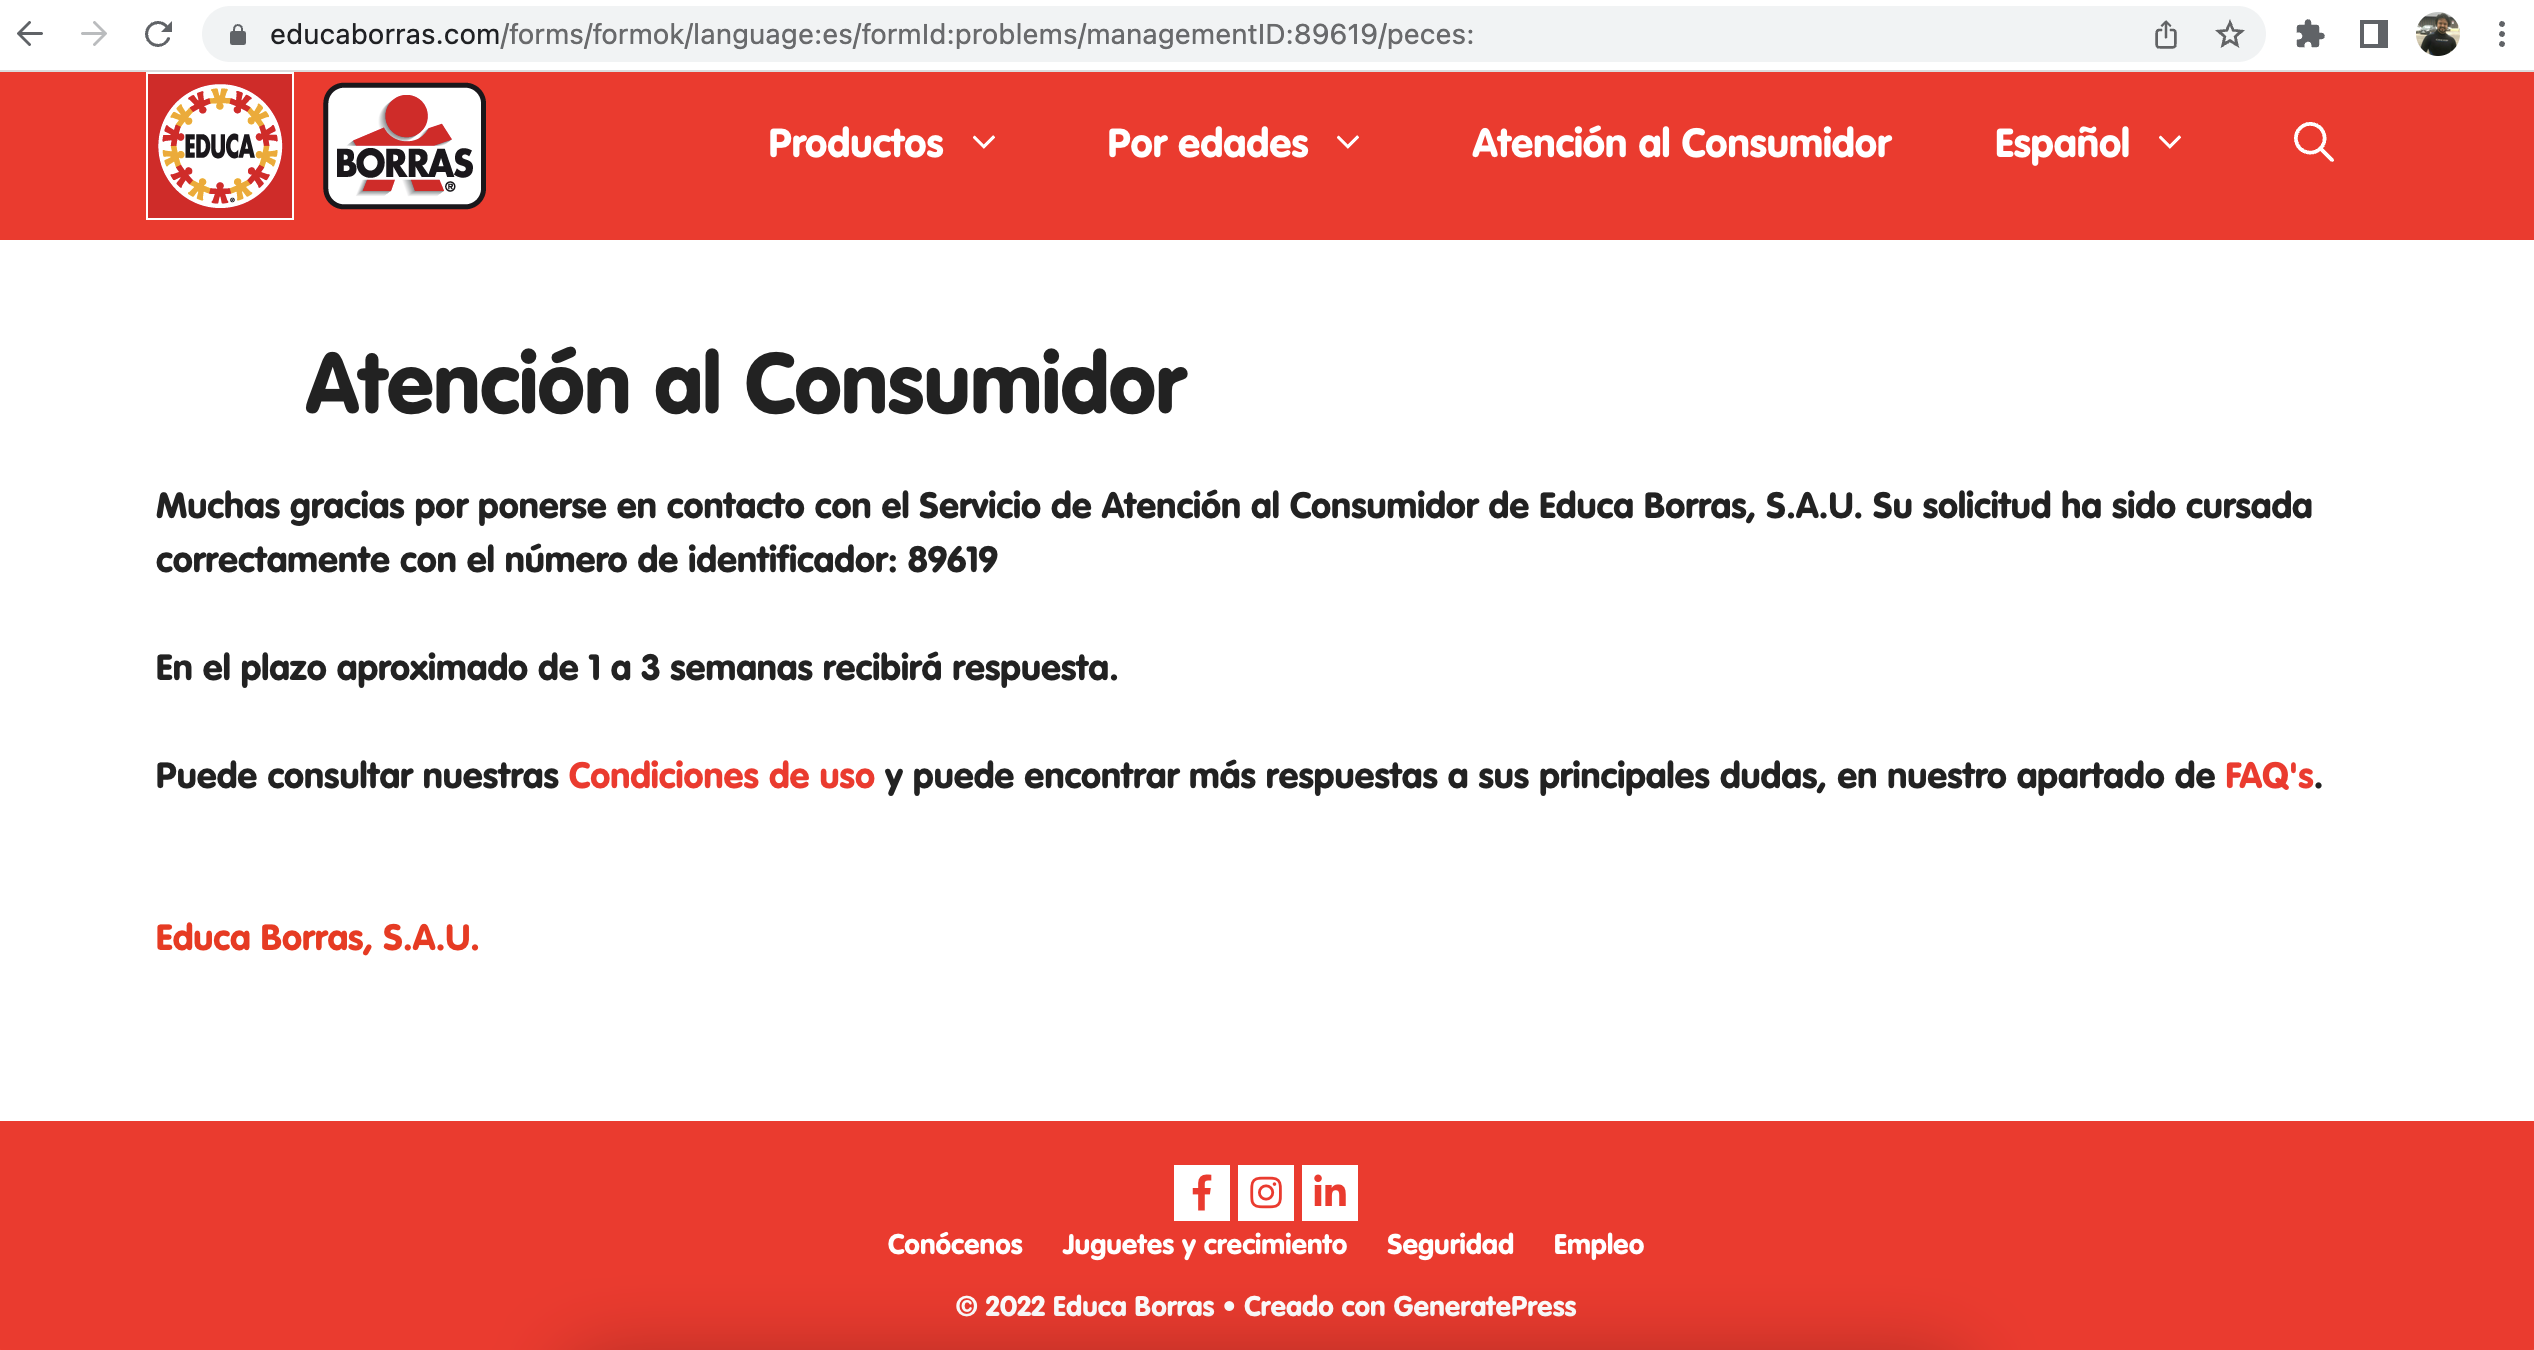 educaborras.com/forms/formok/language:es/formId:problems/managementID:89619/peces:
EDUCA
BORRAS®
Productos
Por edades
Atención al Consumidor
Español
Atención al Consumidor
Muchas gracias por ponerse en contacto con el Servicio de Atención al Consumidor de Educa Borras, S.A.U. Su solicitud ha sido cursada
correctamente con el número de identificador: 89619
En el plazo aproximado de 1 a 3 semanas recibirá respuesta.
Puede consultar nuestras Condiciones de uso y puede encontrar más respuestas a sus principales dudas, en nuestro apartado de FAQ's.
Educa Borras, S.A.U.
Conócenos Juguetes y crecimiento Seguridad Empleo
© 2022 Educa Borras • Creado con GeneratePress